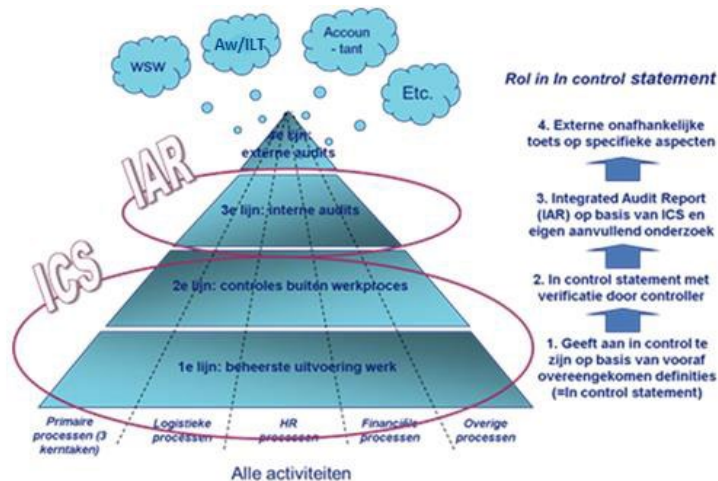 wsw
Aw/ILT
Accoun
- tant
Etc.
4e lijn:
externe audits
IAR
3e lijn: interne audits
ICS
2e lijn: controles buiten werkproces
1e lijn: beheerste uitvoering werk
Primaire
processen (3
kerntaken)
Logistieke
processen
HR
processen
Financiële
processen
Overige
processen
Alle activiteiten
Rol in In control statement
4. Externe onafhankelijke
toets op specifieke aspecten
3. Integrated Audit Report
(IAR) op basis van ICS en
eigen aanvullend onderzoek
2. In control statement met
verificatie door controller
1. Geeft aan in control te
zijn op basis van vooraf
overeengekomen definities
(=In control statement)